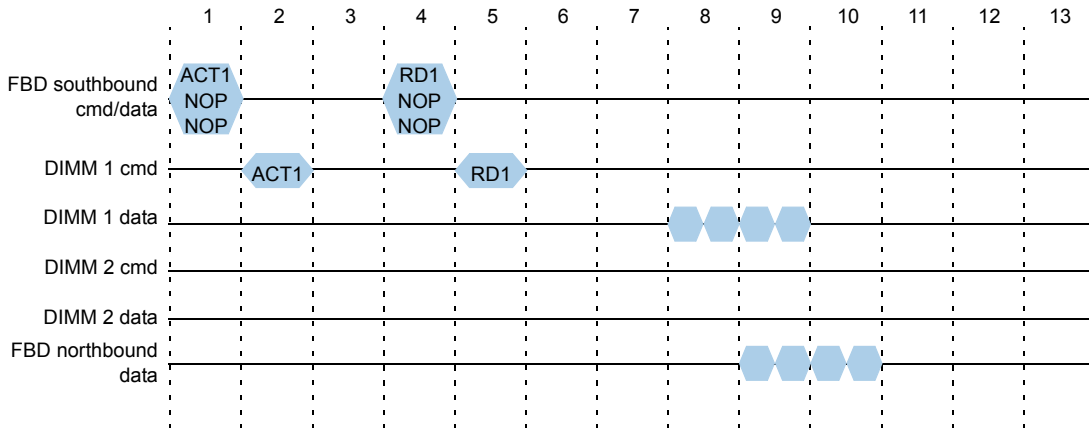 1 2 3 4 5 6 7 8 9 10 11 12 13
FBD southbound
cmd/data
ACT1
NOP
NOP
RD1
NOP
NOP
DIMM 1 cmd
ACT1
RD1
DIMM 1 data
DIMM 2 cmd
DIMM 2 data
FBD northbound
data